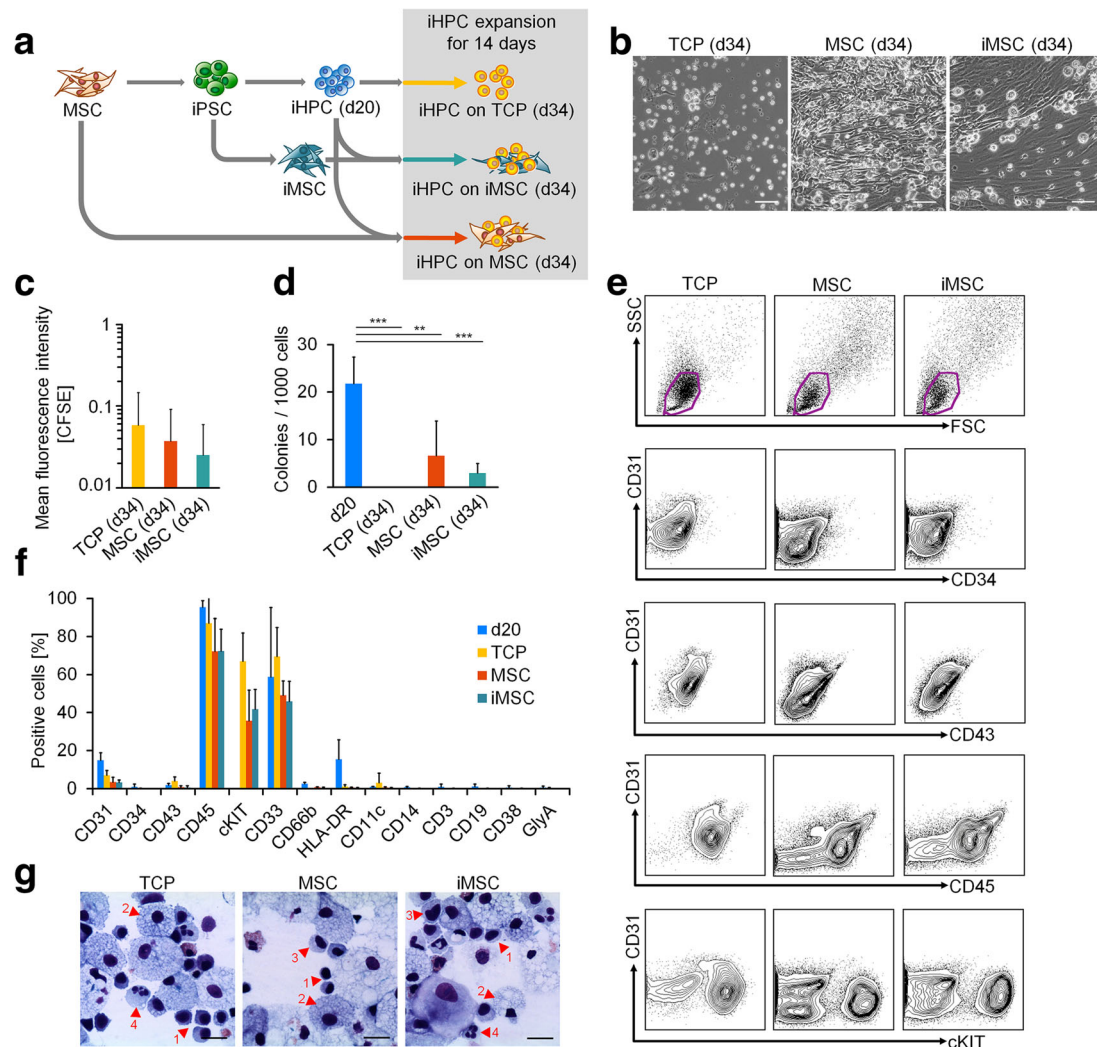 a
iHPC expansion
for 14 days
MSC
iPSC
iHPC (d20)
iHPC on TCP (d34)
iMSC
iHPC on iMSC (d34)
iHPC on MSC (d34)
b
TCP (d34)
MSC (d34)
iMSC (d34)
c
Mean fluorescence intensity
[CFSE]
1
0.1
0.01
TCP (d34)
MSC (d34)
iMSC (d34)
d
Colonies / 1000 cells
30
20
10
0
***
**
***
d20
TCP (d34)
MSC (d34)
iMSC (d34)
e
TCP
MSC
iMSC
SSC
FSC
CD31
CD34
CD31
CD43
CD31
CD45
CD31
cKIT
f
Positive cells [%]
100
80
60
40
20
0
d20
TCP
MSC
iMSC
CD31
CD34
CD43
CD45
cKIT
CD33
CD66b
HLA-DR
CD11c
CD14
CD3
CD19
CD38
GlyA
g
TCP
MSC
iMSC
2
4
1
3
1
2
3
1
2
4